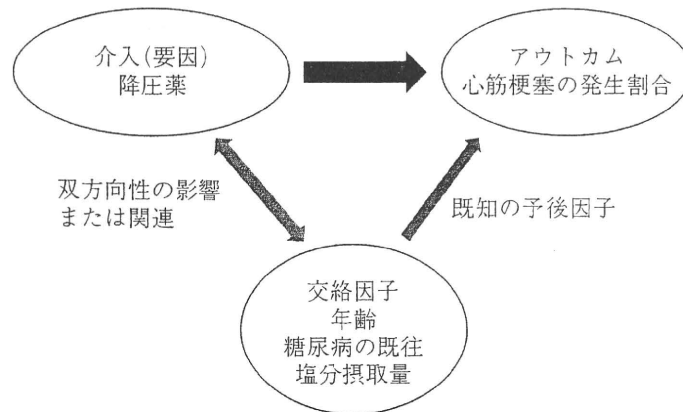 介入(要因)
降圧薬
アウトカム
心筋梗塞の発生割合
双方向性の影響
または関連
既知の予後因子
交絡因子
年齢
糖尿病の既往
塩分摂取量